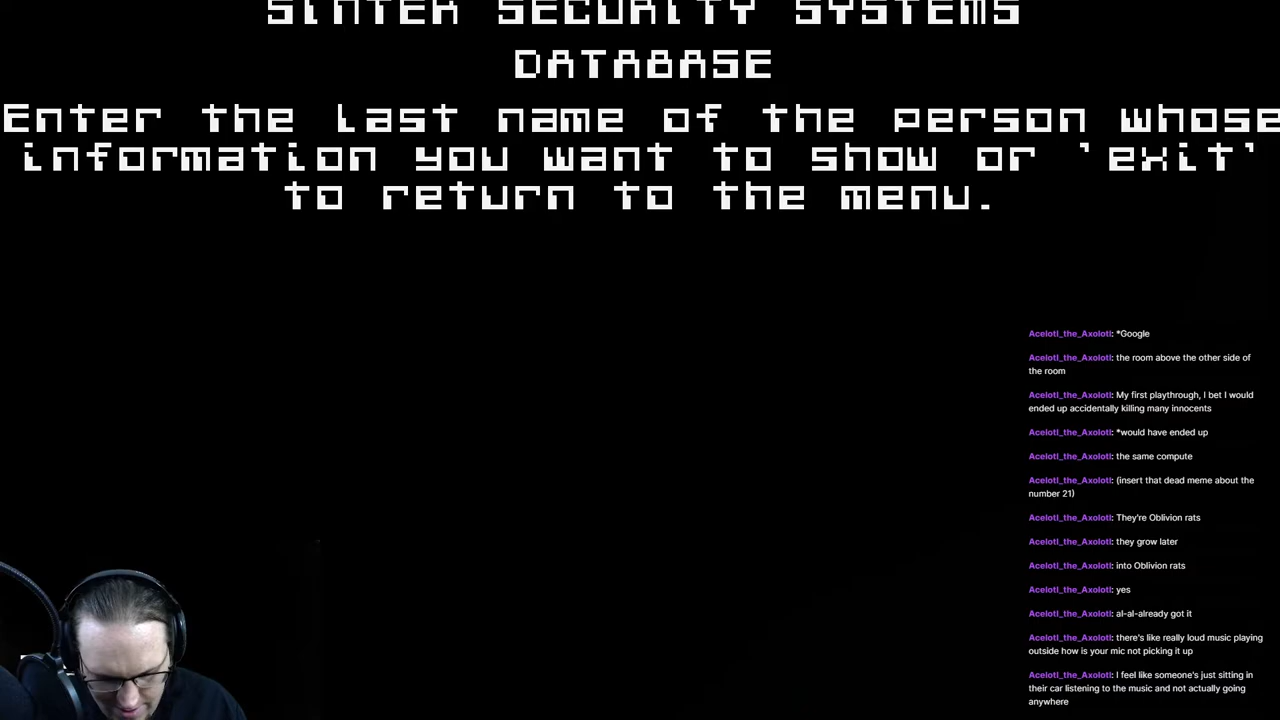 SINTEK SECURITY SYSTEMS
DATABASE
Enter the last name of the person whose
information you want to show or 'exit'
to return to the menu.
Acelotl_the_Axolotl: *Google
Acelotl_the_Axolotl: the room above the other side of
the room
Acelotl_the_Axolotl: My first playthrough, I bet I would
ended up accidentally killing many innocents
Acelotl_the_Axolotl: *would have ended up
Acelotl_the_Axolotl: the same compute
Acelotl_the_Axolotl: (insert that dead meme about the
number 21)
Acelotl_the_Axolotl: They're Oblivion rats
Acelotl_the_Axolotl: they grow later
Acelotl_the_Axolotl: into Oblivion rats
Acelotl_the_Axolotl: yes
Acelotl_the_Axolotl: al-al-already got it
Acelotl_the_Axolotl: there's like really loud music playing
outside how is your mic not picking it up
Acelotl_the_Axolotl: I feel like someone's just sitting in
their car listening to the music and not actually going
anywhere